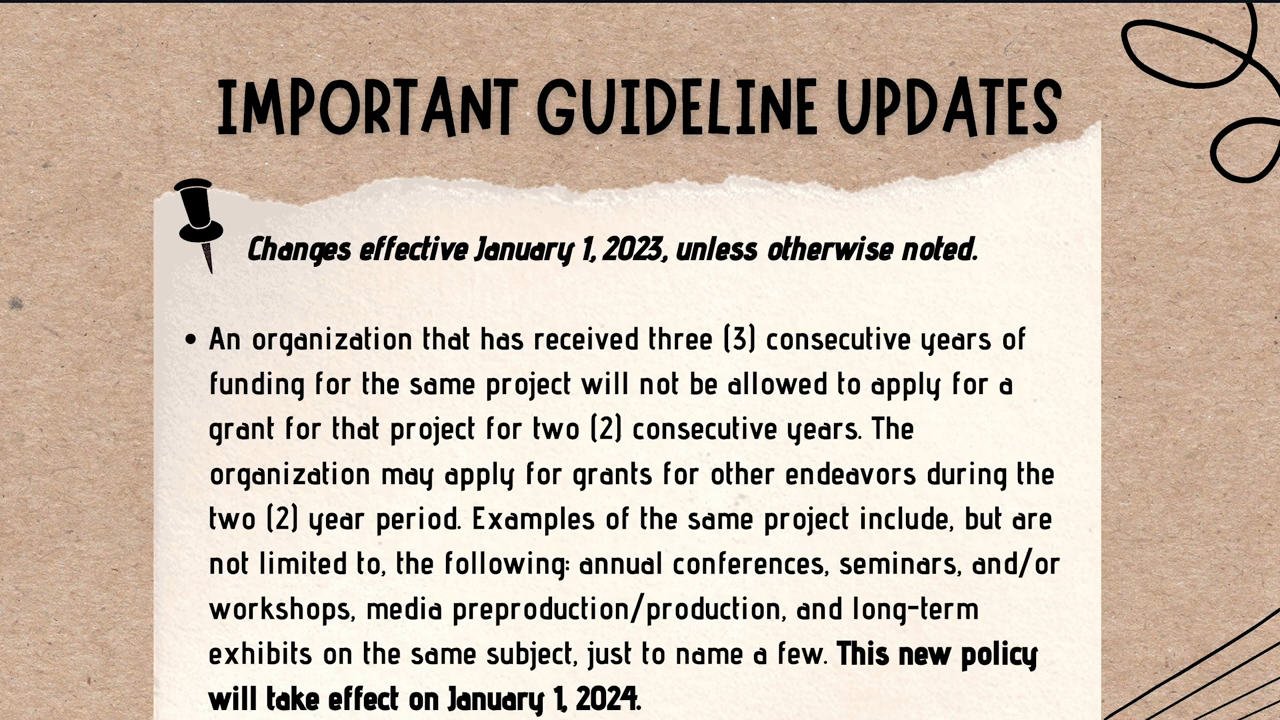 IMPORTANT GUIDELINE UPDATES
Changes effective January 1, 2023, unless otherwise noted.
• An organization that has received three (3) consecutive years of
funding for the same project will not be allowed to apply for a
grant for that project for two (2) consecutive years. The
organization may apply for grants for other endeavors during the
two (2) year period. Examples of the same project include, but are
not limited to, the following: annual conferences, seminars, and/or
workshops, media preproduction/production, and long-term
exhibits on the same subject, just to name a few. This new policy
will take effect on January 1, 2024.